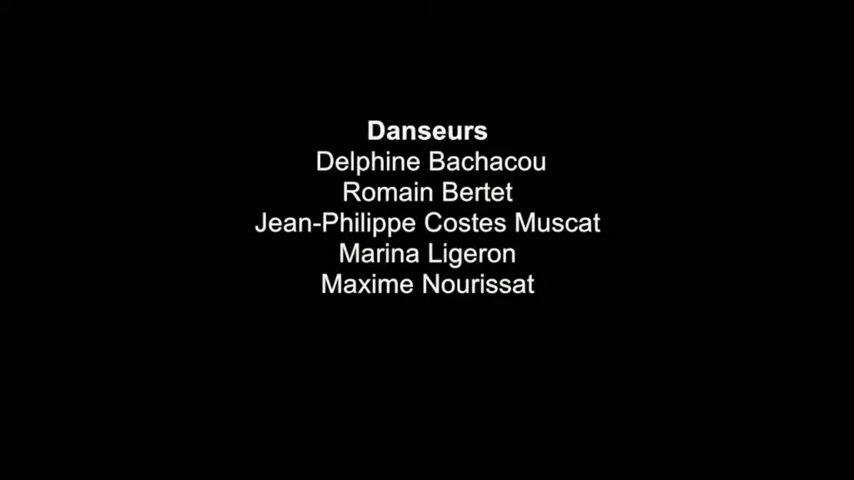 Danseurs
Delphine Bachacou
Romain Bertet
Jean-Philippe Costes Muscat
Marina Ligeron
Maxime Nourissat